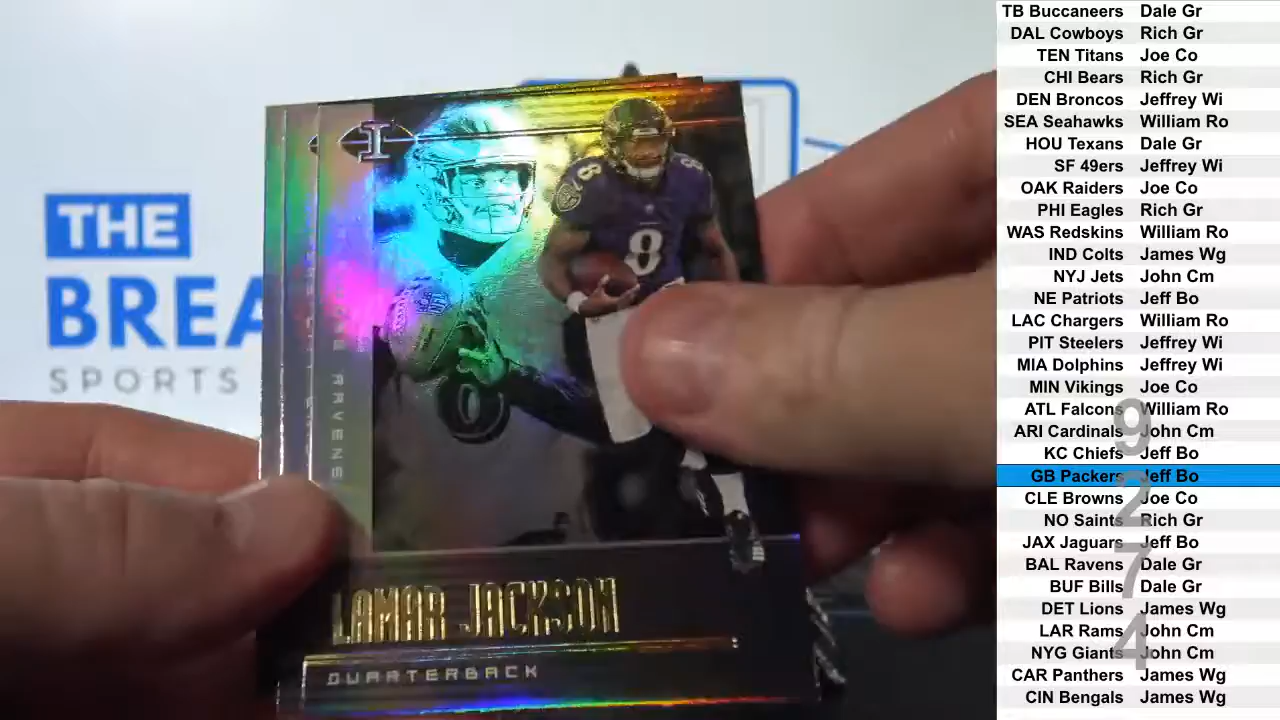 THE
BREA
SPORTS
I
8
8
8
RAVENS
LAMAR JACKSON
QUARTERBACK
TB Buccaneers Dale Gr
DAL Cowboys Rich Gr
TEN Titans Joe Co
CHI Bears Rich Gr
DEN Broncos Jeffrey Wi
SEA Seahawks William Ro
HOU Texans Dale Gr
SF 49ers Jeffrey Wi
OAK Raiders Joe Co
PHI Eagles Rich Gr
WAS Redskins William Ro
IND Colts James Wg
NYJ Jets John Cm
NE Patriots Jeff Bo
LAC Chargers William Ro
PIT Steelers Jeffrey Wi
MIA Dolphins Jeffrey Wi
MIN Vikings Joe Co
ATL Falcons William Ro
ARI Cardinals John Cm
KC Chiefs Jeff Bo
GB Packers Jeff Bo
CLE Browns Joe Co
NO Saints Rich Gr
JAX Jaguars Jeff Bo
BAL Ravens Dale Gr
BUF Bills Dale Gr
DET Lions James Wg
LAR Rams John Cm
NYG Giants John Cm
CAR Panthers James Wg
CIN Bengals James Wg
9
2
7
4